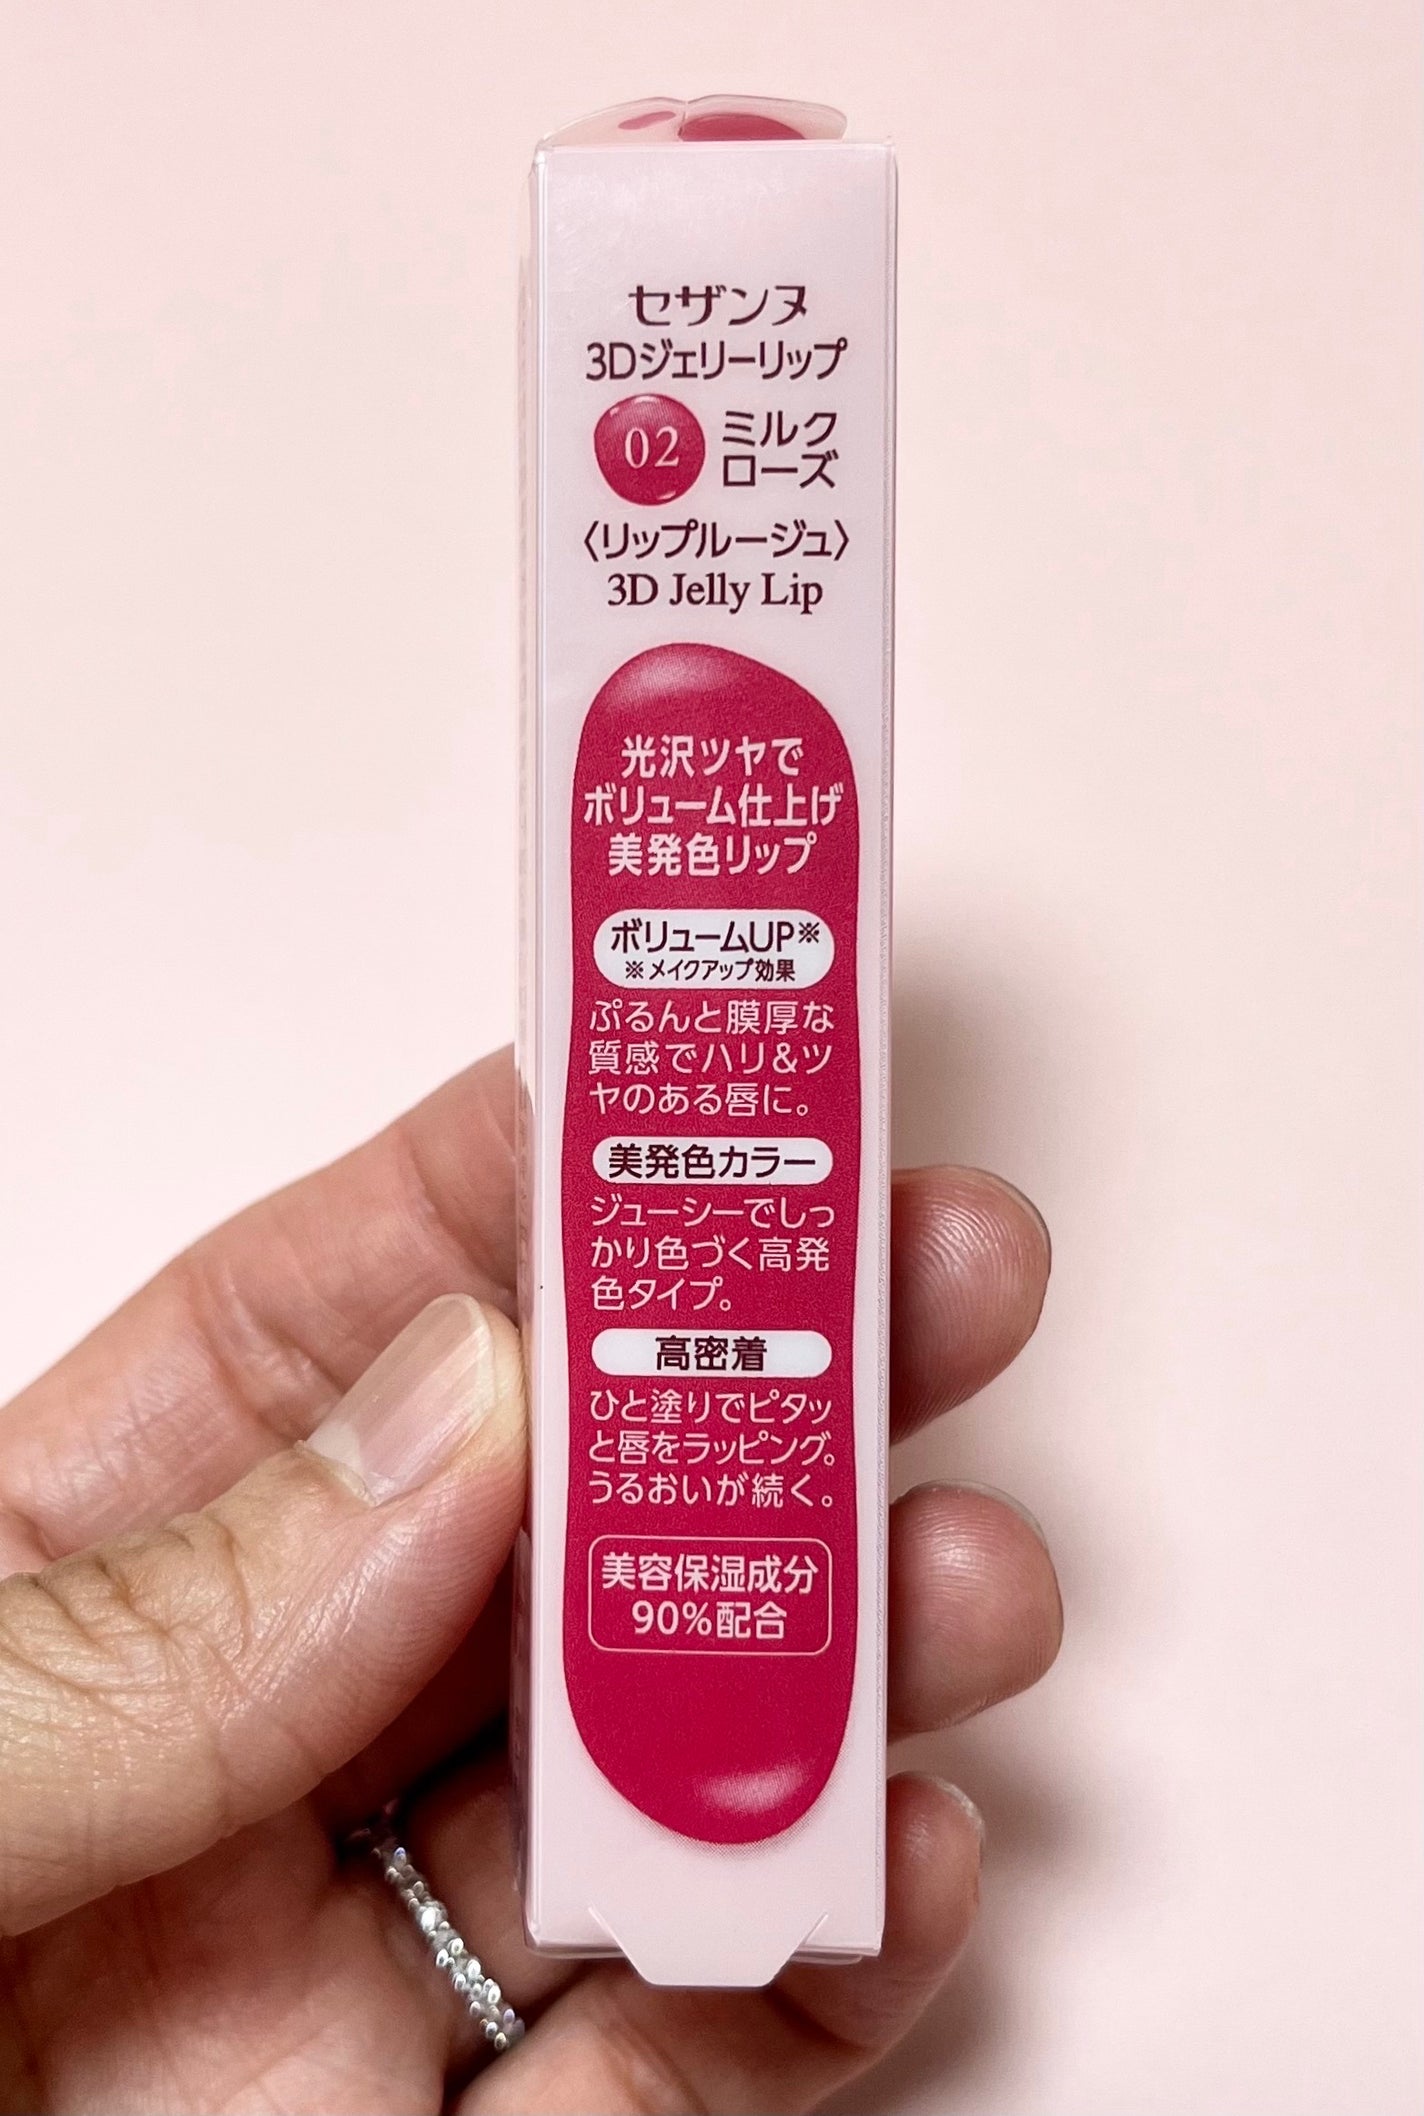 セザンヌ
3Dジェリーリップ
02
ミルク
ローズ
〈リップルージュ〉
3D Jelly Lip
光沢ツヤで
ボリューム仕上げ
美発色リップ
ボリュームUP※
※メイクアップ効果
ぷるんと膜厚な
質感でハリ&ツ
ヤのある唇に。
美発色カラー
ジューシーでしっ
かり色づく高発
色タイプ。
高密着
ひと塗りでピタッ
と唇をラッピング。
うるおいが続く。
美容保湿成分
90%配合